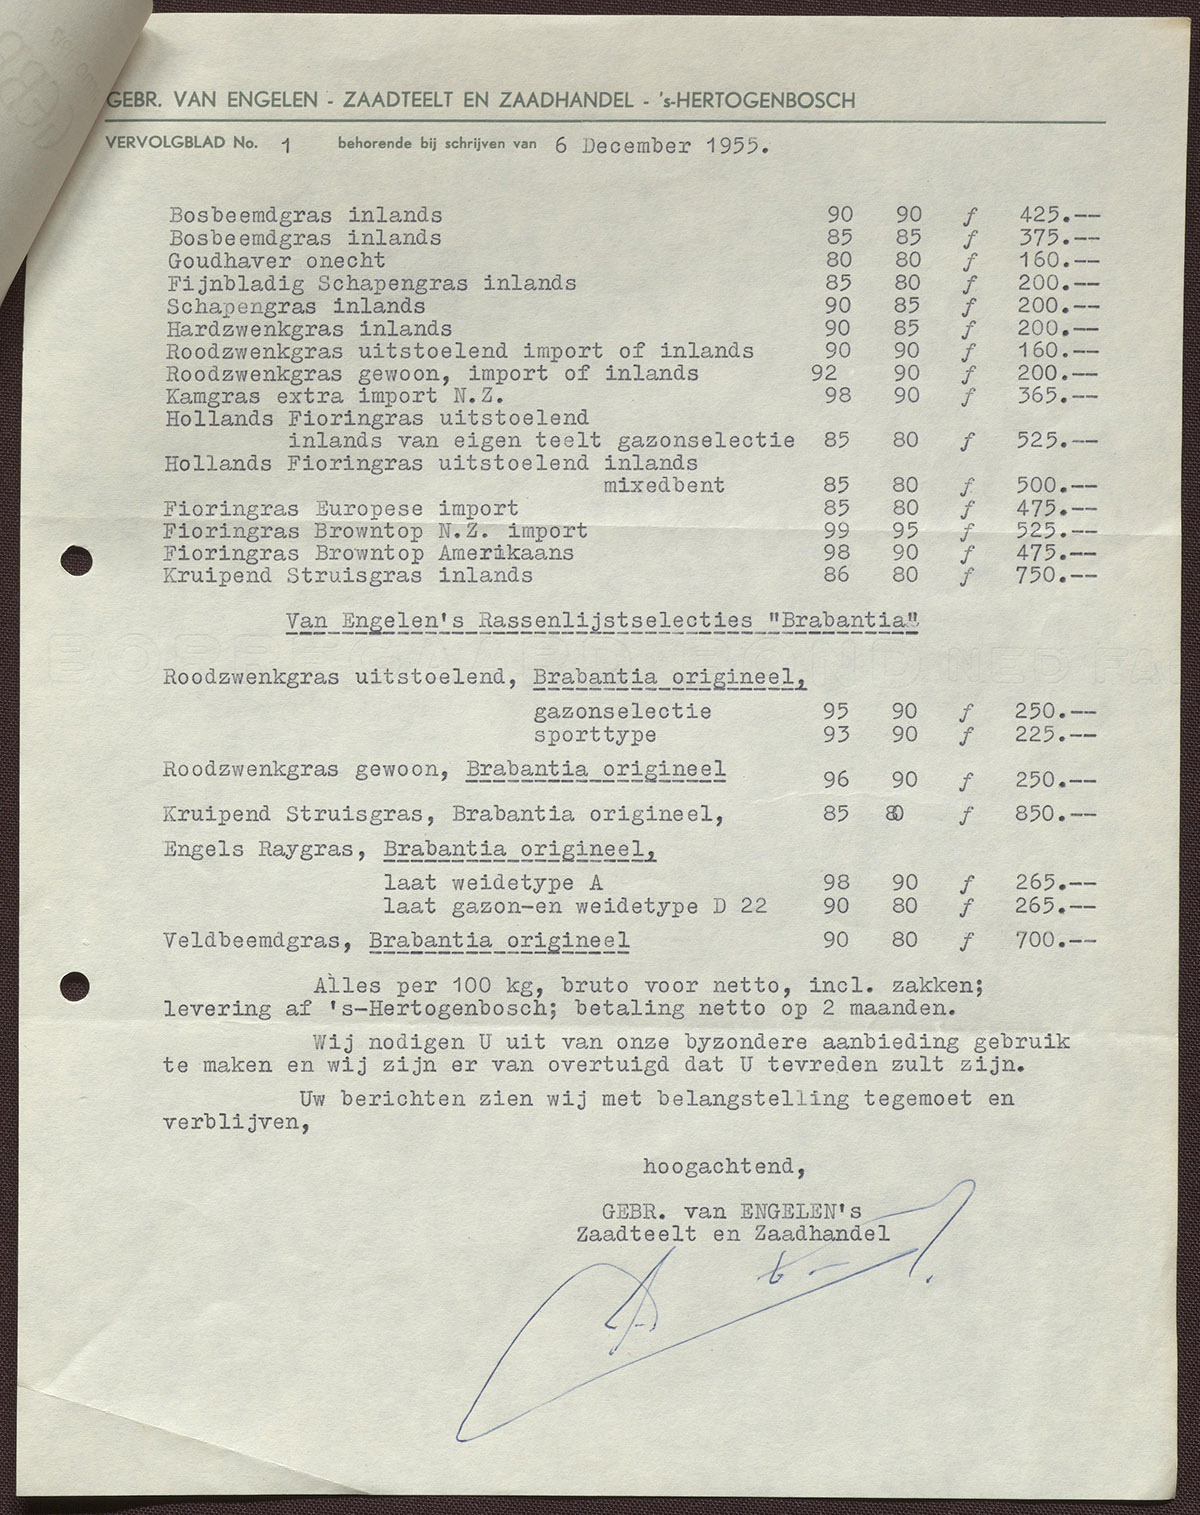 GEBR. VAN ENGELEN - ZAADTEELT EN ZAADHANDEL - 's-HERTOGENBOSCH
VERVOLGBLAD No. 1 behorende bij schrijven van 6 December 1955.
Bosbeemdgras inlands 90 90 f 425.--
Bosbeemdgras inlands 85 85 f 375.--
Goudhaver onecht 80 80 f 160.--
Fijnbladig Schapengras inlands 85 80 f 200.--
Schapengras inlands 90 85 f 200.--
Hardzwenkgras inlands 90 85 f 200.--
Roodzwenkgras uitstoelend import of inlands 90 90 f 160.--
Roodzwenkgras gewoon, import of inlands 92 90 f 200.--
Kamgras extra import N.Z. 98 90 f 365.--
Hollands Fioringras uitstoelend
inlands van eigen teelt gazonselectie 85 80 f 525.--
Hollands Fioringras uitstoelend inlands
mixedbent 85 80 f 500.--
Fioringras Europese import 85 80 f 475.--
Fioringras Browntop N.Z. import 99 95 f 525.--
Fioringras Browntop Amerikaans 98 90 f 475.--
Kruipend Struisgras inlands 86 80 f 750.--
Van Engelen's Rassenlijstselecties "Brabantia"
Roodzwenkgras uitstoelend, Brabantia origineel,
gazonselectie 95 90 f 250.--
sporttype 93 90 f 225.--
Roodzwenkgras gewoon, Brabantia origineel 96 90 f 250.--
Kruipend Struisgras, Brabantia origineel, 85 80 f 850.--
Engels Raygras, Brabantia origineel,
laat weidetype A 98 90 f 265.--
laat gazon-en weidetype D 22 90 80 f 265.--
Veldbeemdgras, Brabantia origineel 90 80 f 700.--
Alles per 100 kg, bruto voor netto, incl. zakken;
levering af 's-Hertogenbosch; betaling netto op 2 maanden.
Wij nodigen U uit van onze byzondere aanbieding gebruik
te maken en wij zijn er van overtuigd dat U tevreden zult zijn.
Uw berichten zien wij met belangstelling tegemoet en
verblijven,
hoogachtend,
GEBR. van ENGELEN's
Zaadteelt en Zaadhandel